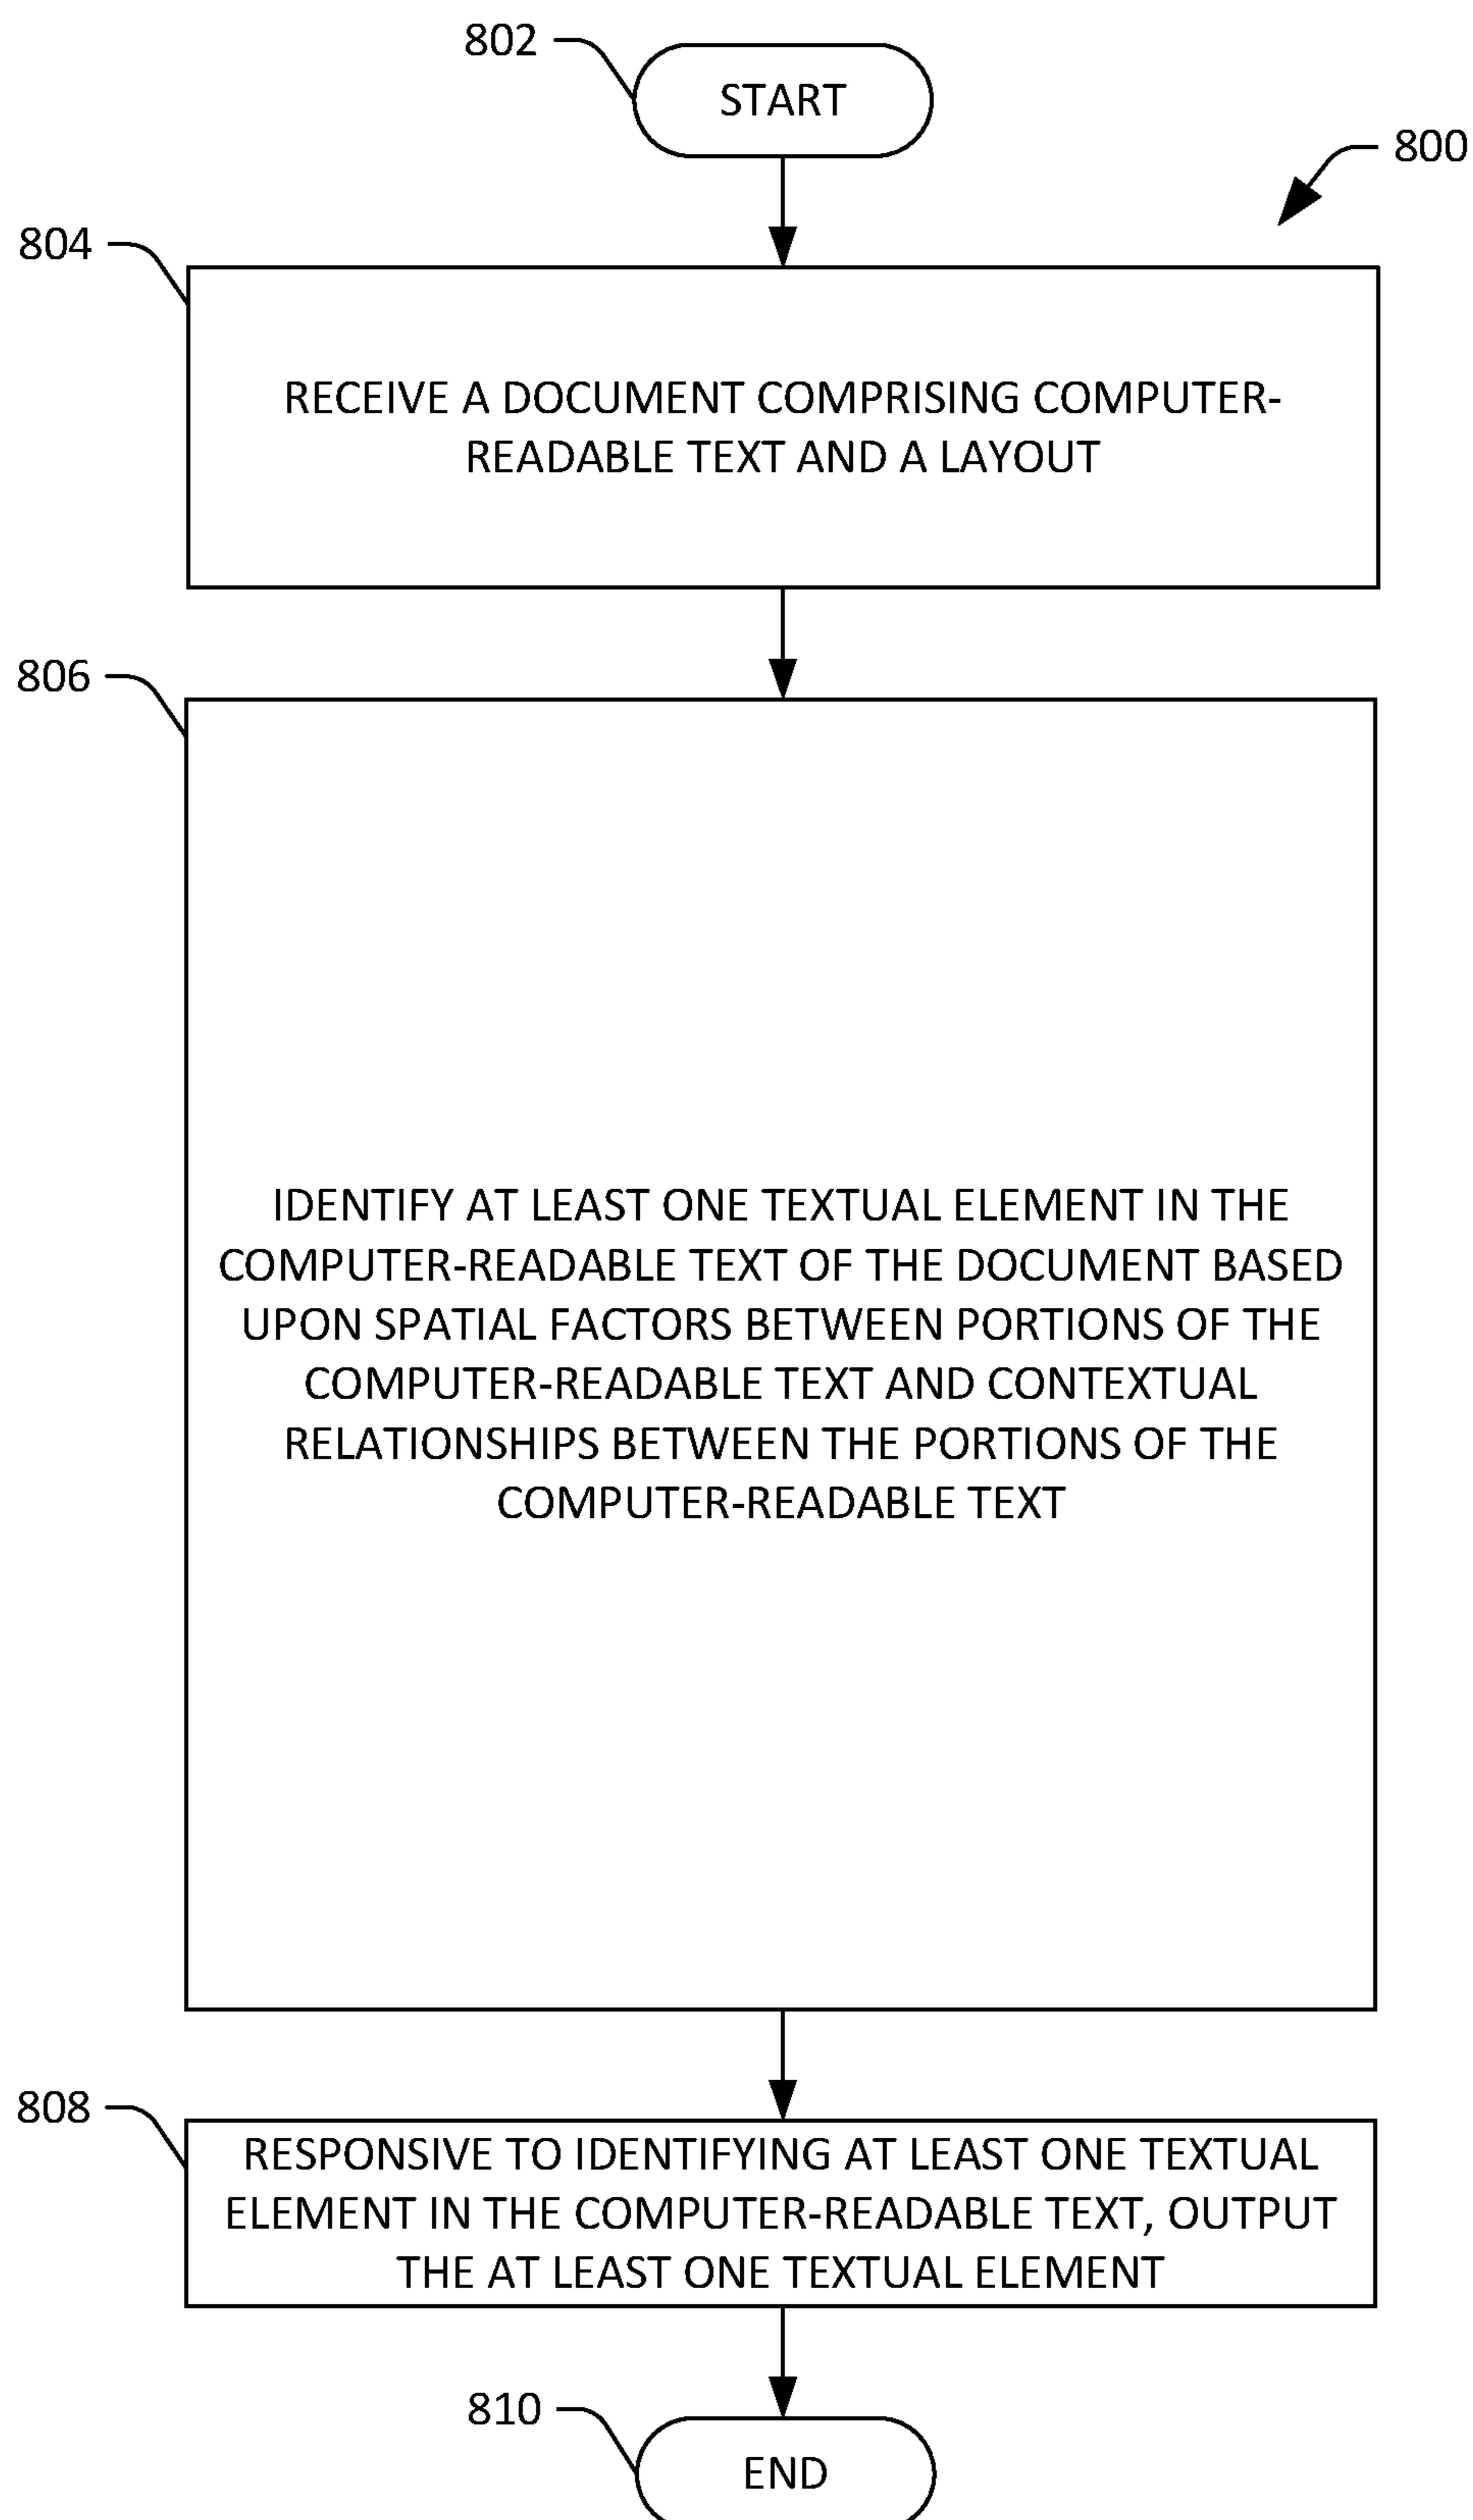 802
START
800
804
RECEIVE A DOCUMENT COMPRISING COMPUTER-
READABLE TEXT AND A LAYOUT
806
IDENTIFY AT LEAST ONE TEXTUAL ELEMENT IN THE
COMPUTER-READABLE TEXT OF THE DOCUMENT BASED
UPON SPATIAL FACTORS BETWEEN PORTIONS OF THE
COMPUTER-READABLE TEXT AND CONTEXTUAL
RELATIONSHIPS BETWEEN THE PORTIONS OF THE
COMPUTER-READABLE TEXT
808
RESPONSIVE TO IDENTIFYING AT LEAST ONE TEXTUAL
ELEMENT IN THE COMPUTER-READABLE TEXT, OUTPUT
THE AT LEAST ONE TEXTUAL ELEMENT
810
END